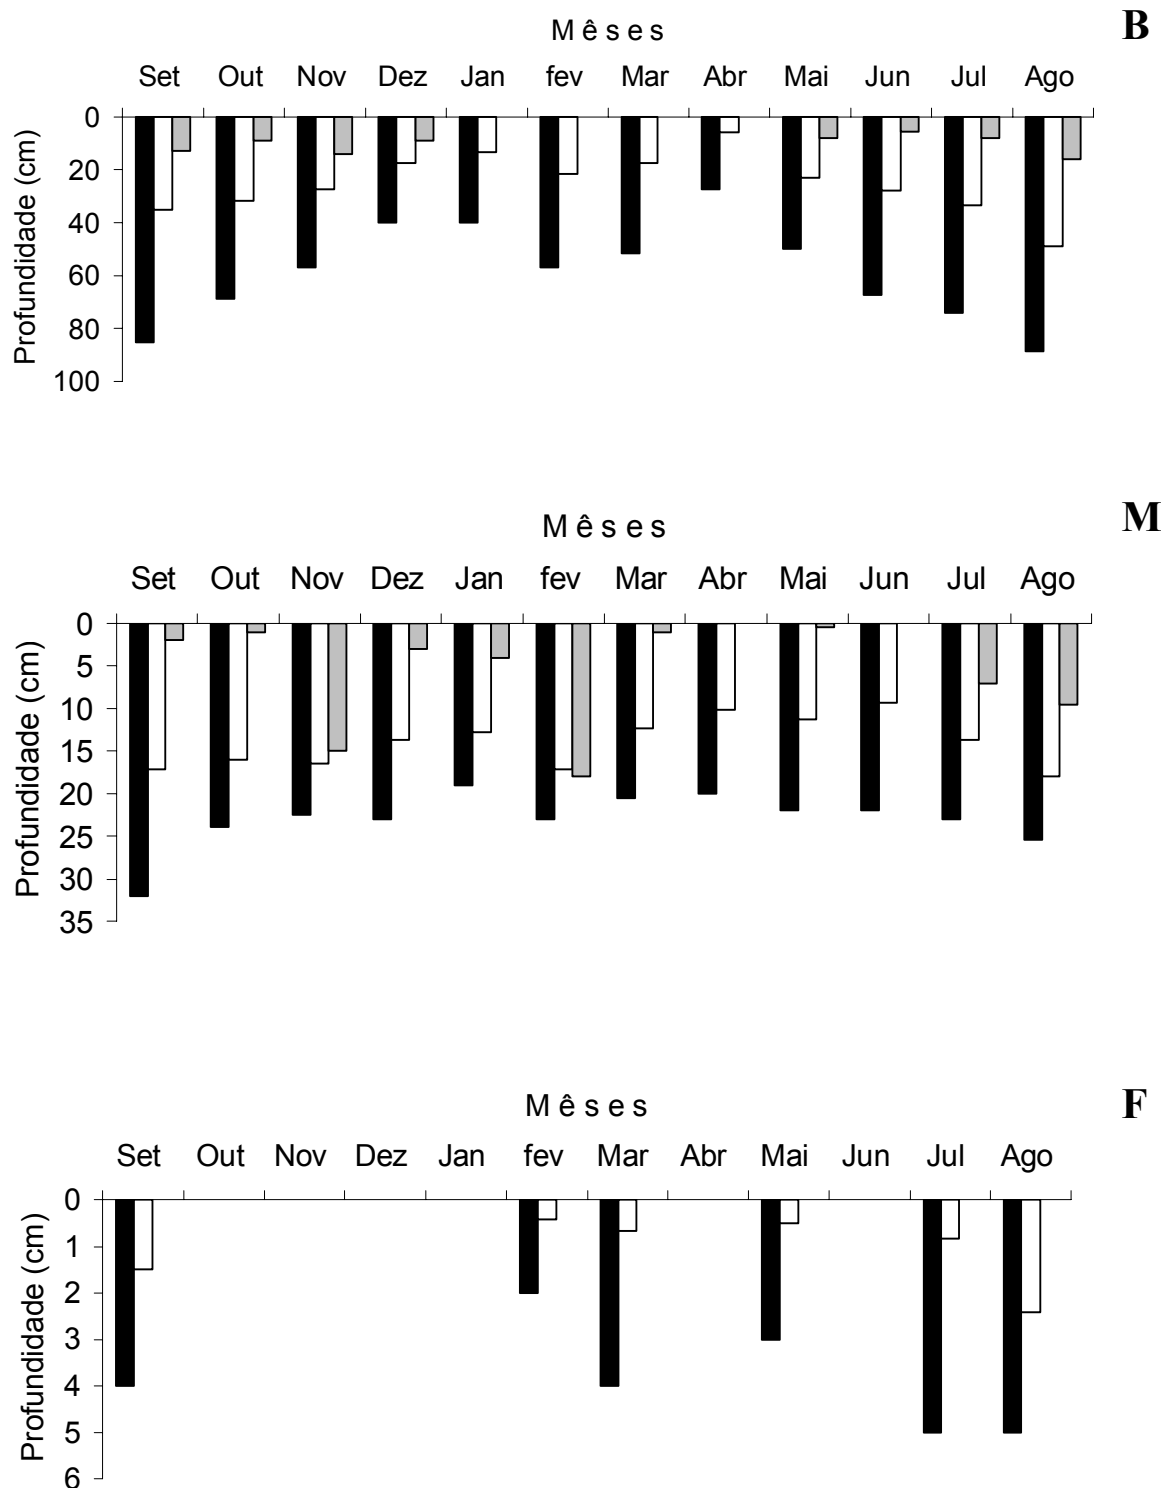 B
M ê s e s
Set Out Nov Dez Jan fev Mar Abr Mai Jun Jul Ago
0
20
40
60
80
100
Profundidade (cm)
M
M ê s e s
Set Out Nov Dez Jan fev Mar Abr Mai Jun Jul Ago
0
5
10
15
20
25
30
35
Profundidade (cm)
F
M ê s e s
Set Out Nov Dez Jan fev Mar Abr Mai Jun Jul Ago
0
1
2
3
4
5
6
Profundidade (cm)